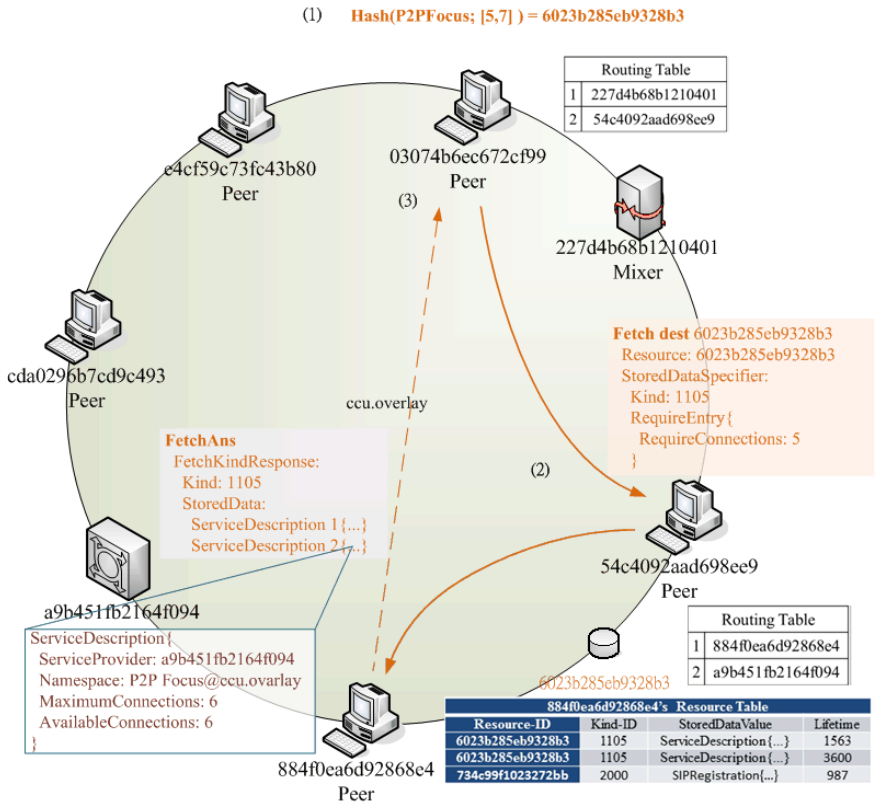 (1) Hash(P2PFocus; [5,7] ) = 6023b285eb9328b3
Routing Table
1 227d4b68b1210401
2 54c4092aad698ee9
e4cf59c73fc43b80
Peer
03074b6ec672cf99
Peer
(3)
227d4b68b1210401
Mixer
Fetch dest 6023b285eb9328b3
Resource: 6023b285eb9328b3
StoredDataSpecifier:
Kind: 1105
RequireEntry{
RequireConnections: 5
}
cda0296b7cd9c493
Peer
ccu.overlay
FetchAns
FetchKindResponse:
Kind: 1105
StoredData:
ServiceDescription 1{...}
ServiceDescription 2{...}
(2)
54c4092aad698ee9
Peer
a9b451fb2164f094
ServiceDescription{
ServiceProvider: a9b451fb2164f094
Namespace: P2P Focus@ccu.ovarlay
MaximumConnections: 6
AvailableConnections: 6
}
Routing Table
1 884f0ea6d92868e4
2 a9b451fb2164f094
6023b285eb9328b3
884f0ea6d92868e4
Peer
884f0ea6d92868e4's Resource Table
Resource-ID Kind-ID StoredDataValue Lifetime
6023b285eb9328b3 1105 ServiceDescription{...} 1563
6023b285eb9328b3 1105 ServiceDescription{...} 3600
734c99f1023272bb 2000 SIPRegistration{...} 987